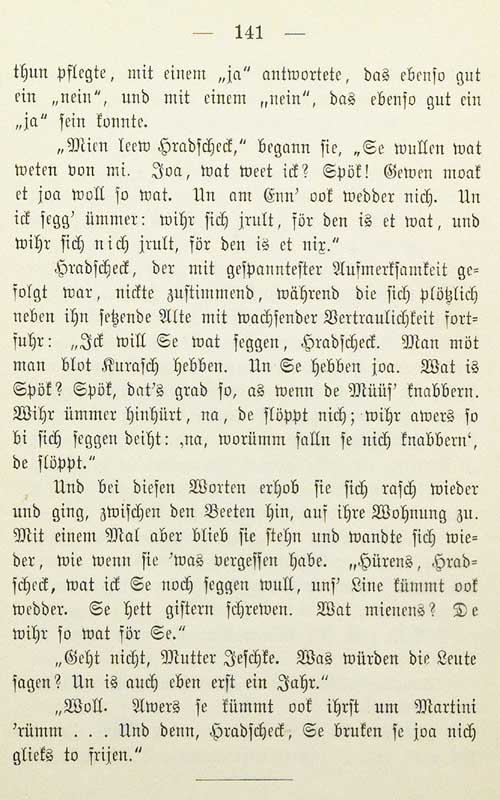 — 141 —
thun pflegte, mit einem „ja“ antwortete, das ebenso gut
ein „nein“, und mit einem „nein“, das ebenso gut ein
„ja“ sein konnte.
„Mien leew Hradscheck,“ begann sie, „Se wullen wat
weten von mi. Joa, wat weet ick? Spök! Gewen moak
et joa woll so wat. Un am Enn' ook wedder nich. Un
ick segg' ümmer: wihr sich jrult, för den is et wat, und
wihr sich nich jrult, för den is et nix.“
Hradscheck, der mit gespanntester Aufmerksamkeit ge-
folgt war, nickte zustimmend, während die sich plötzlich
neben ihn setzende Alte mit wachsender Vertraulichkeit fort-
fuhr: „Ick will Se wat seggen, Hradscheck. Man möt
man blot Kurasch hebben. Un Se hebben joa. Wat is
Spök? Spök, dat's grad so, as wenn de Müüs' knabbern.
Wihr ümmer hinhürt, na, de slöppt nich; wihr awers so
bi sich seggen deiht: ‚na, worümm salln se nich knabbern‘,
de slöppt.“
Und bei diesen Worten erhob sie sich rasch wieder
und ging, zwischen den Beeten hin, auf ihre Wohnung zu.
Mit einem Mal aber blieb sie stehn und wandte sich wie-
der, wie wenn sie 'was vergessen habe. „Hürens, Hrad-
scheck, wat ick Se noch seggen wull, uns' Line kümmt ook
wedder. Se hett gistern schrewen. Wat mienens? De
wihr so wat för Se.“
„Geht nicht, Mutter Jeschke. Was würden die Leute
sagen? Un is auch eben erst ein Jahr.“
„Woll. Awers se kümmt ook ihrst um Martini
'rümm . . . Und denn, Hradscheck, Se bruken se joa nich
glieks to frijen.“